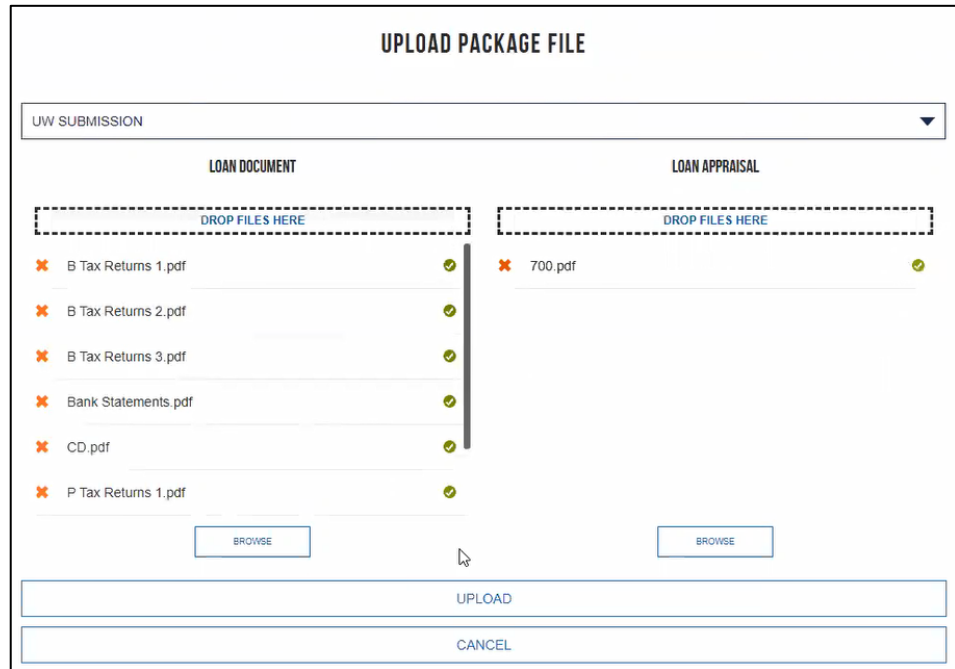 UPLOAD PACKAGE FILE
UW SUBMISSION
LOAN DOCUMENT
DROP FILES HERE
B Tax Returns 1.pdf
B Tax Returns 2.pdf
B Tax Returns 3.pdf
Bank Statements.pdf
CD.pdf
P Tax Returns 1.pdf
BROWSE
LOAN APPRAISAL
DROP FILES HERE
700.pdf
BROWSE
UPLOAD
CANCEL